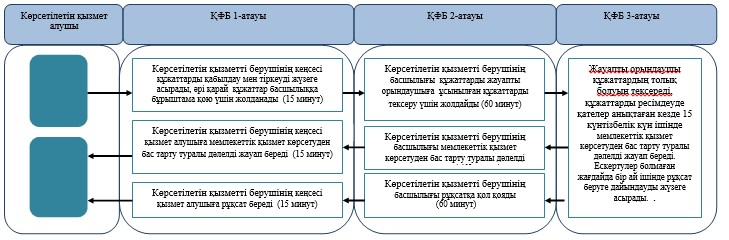 Көрсетілетін қызмет
алушы
ҚФБ 1-атауы
ҚФБ 2-атауы
ҚФБ 3-атауы
Көрсетілетін қызметті берушінің кеңсесі
құжаттарды қабылдау мен тіркеуді жүзеге
асырады, әрі қарай құжаттар басшылыққа
бұрыштама қою үшін жолданады (15 минут)
Көрсетілетін қызметті берушінің
басшылығы құжаттарды жауапты
орындаушыға ұсынылған құжаттарды
тексеру үшін жолдайды (60 минут)
Жауапты орындаушы
құжаттардың толық
болуын тексереді,
құжаттарды ресімдеуде
қателер анықтаған кезде 15
күнтізбелік күн ішінде
мемлекеттік қызмет
көрсетуден бас тарту туралы
дәлелді жауап береді.
Ескертулер болмаған
жағдайда бір ай ішінде рұқсат
беруге дайындауды жүзеге
асырады. .
Көрсетілетін қызметті берушінің кеңсесі
қызмет алушыға мемлекеттік қызмет көрсетуден
бас тарту туралы дәлелді жауап береді (15 минут)
Көрсетілетін қызметті берушінің
басшылығы мемлекеттік қызмет
көрсетуден бас тарту туралы дәлелді
Көрсетілетін қызметті берушінің кеңсесі
қызмет алушыға рұқсат береді (15 минут)
Көрсетілетін қызметті берушінің
басшылығы рұқсатқа қол қояды
(60 минут)